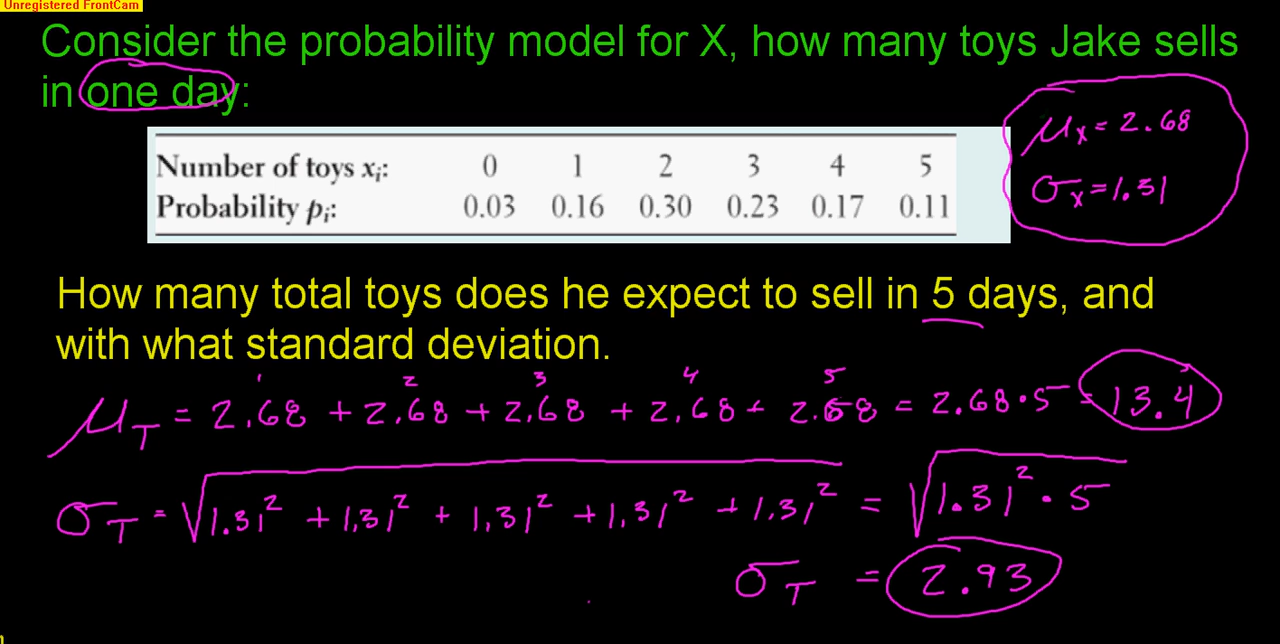 Unregistered FrontCam
Consider the probability model for X, how many toys Jake sells
in one day:
μx = 2.68
σx = 1.31
Number of toys xᵢ: 0 1 2 3 4 5
Probability pᵢ: 0.03 0.16 0.30 0.23 0.17 0.11
How many total toys does he expect to sell in 5 days, and
with what standard deviation.
1 2 3 4 5
μT = 2.68 + 2.68 + 2.68 + 2.68 + 2.68 = 2.68 · 5 = 13.4
σT = √1.31² + 1.31² + 1.31² + 1.31² + 1.31² = √1.31² · 5
σT = 2.93